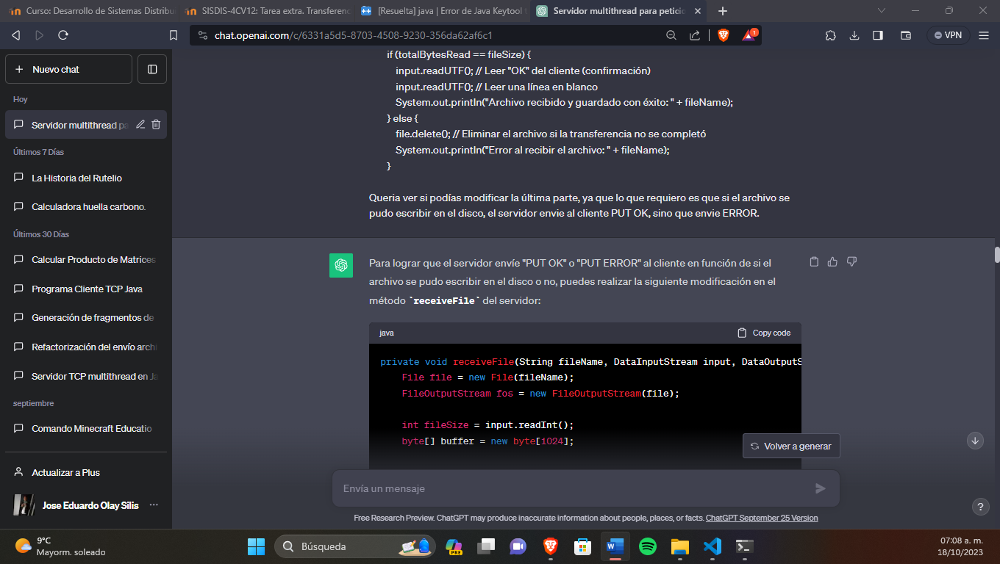 Curso: Desarrollo de Sistemas Distribu
SISDIS-4CV12: Tarea extra. Transferenc
[Resuelta] java | Error de Java Keytool
Servidor multithread para peticio
chat.openai.com/c/6331a5d5-8703-4508-9230-356da62af6c1
1
VPN
Nuevo chat
Hoy
Servidor multithread pa
Últimos 7 Días
La Historia del Rutelio
Calculadora huella carbono.
Últimos 30 Días
Calcular Producto de Matrices
Programa Cliente TCP Java
Generación de fragmentos de
Refactorización del envío archi
Servidor TCP multithread en Ja
septiembre
Comando Minecraft Educatio
Actualizar a Plus
Jose Eduardo Olay Silis
if (totalBytesRead == fileSize) {
input.readUTF(); // Leer "OK" del cliente (confirmación)
input.readUTF(); // Leer una línea en blanco
System.out.println("Archivo recibido y guardado con éxito: " + fileName);
} else {
file.delete(); // Eliminar el archivo si la transferencia no se completó
System.out.println("Error al recibir el archivo: " + fileName);
}
Queria ver si podías modificar la última parte, ya que lo que requiero es que si el archivo se
pudo escribir en el disco, el servidor envie al cliente PUT OK, sino que envie ERROR.
Para lograr que el servidor envíe "PUT OK" o "PUT ERROR" al cliente en función de si el
archivo se pudo escribir en el disco o no, puedes realizar la siguiente modificación en el
método `receiveFile` del servidor:
java
Copy code
private void receiveFile(String fileName, DataInputStream input, DataOutputS
File file = new File(fileName);
FileOutputStream fos = new FileOutputStream(file);
int fileSize = input.readInt();
byte[] buffer = new byte[1024];
Volver a generar
Envía un mensaje
Free Research Preview. ChatGPT may produce inaccurate information about people, places, or facts. ChatGPT September 25 Version
?
9°C
Mayorm. soleado
Búsqueda
PRE
07:08 a. m.
18/10/2023